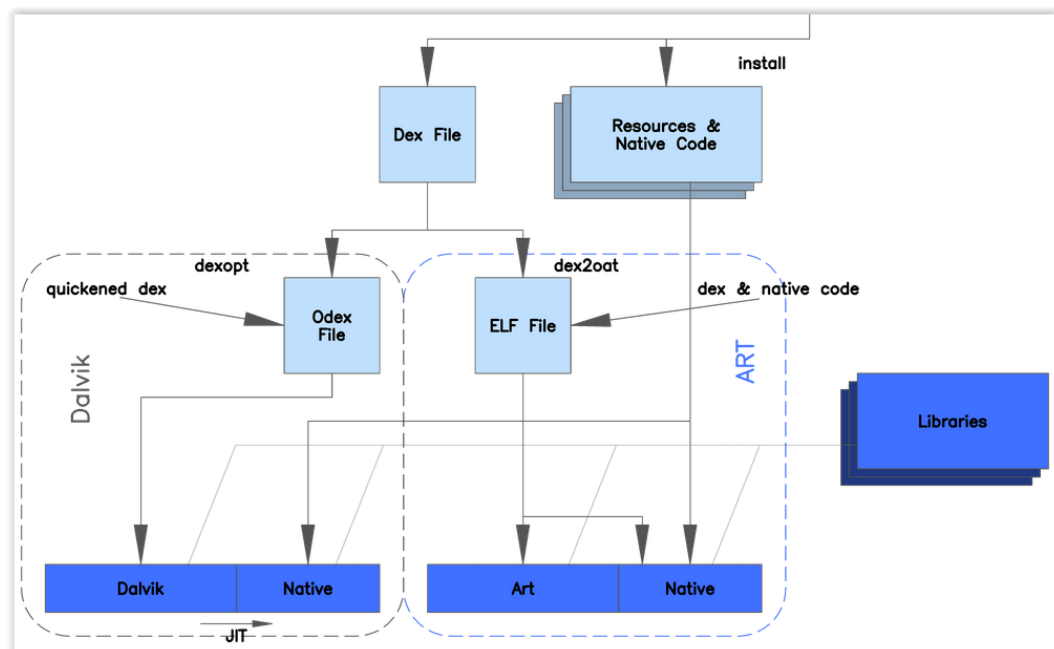 install
Dex File
Resources &
Native Code
dexopt
dex2oat
quickened dex
dex & native code
Odex
File
ELF File
Dalvik
ART
Libraries
Dalvik
Native
Art
Native
JIT